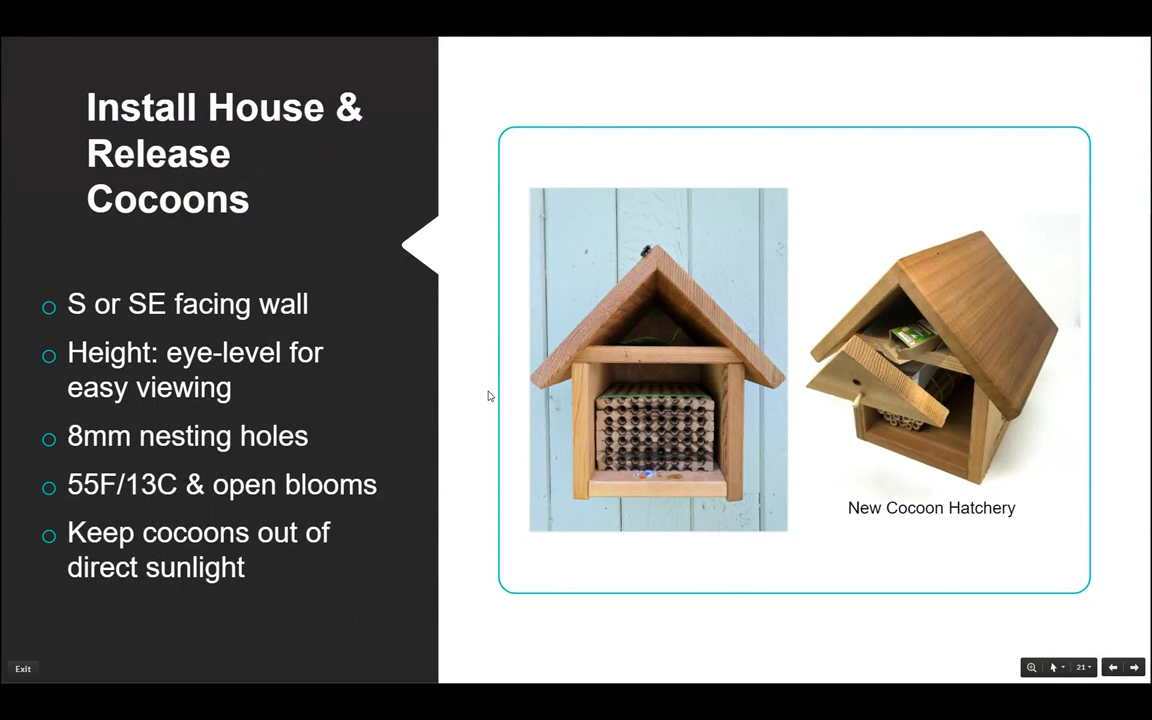 Install House &
Release
Cocoons
S or SE facing wall
Height: eye-level for
easy viewing
8mm nesting holes
55F/13C & open blooms
Keep cocoons out of
direct sunlight
New Cocoon Hatchery
Exit
21